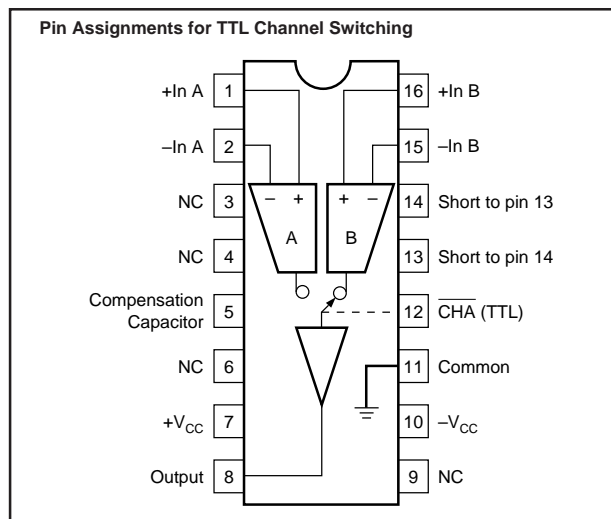 Pin Assignments for TTL Channel Switching
+In A 1 16 +In B
–In A 2 15 –In B
NC 3 – + + – 14 Short to pin 13
A B
NC 4 13 Short to pin 14
Compensation
Capacitor 5 12 CHA (TTL)
NC 6 11 Common
+VCC 7 10 –VCC
Output 8 9 NC